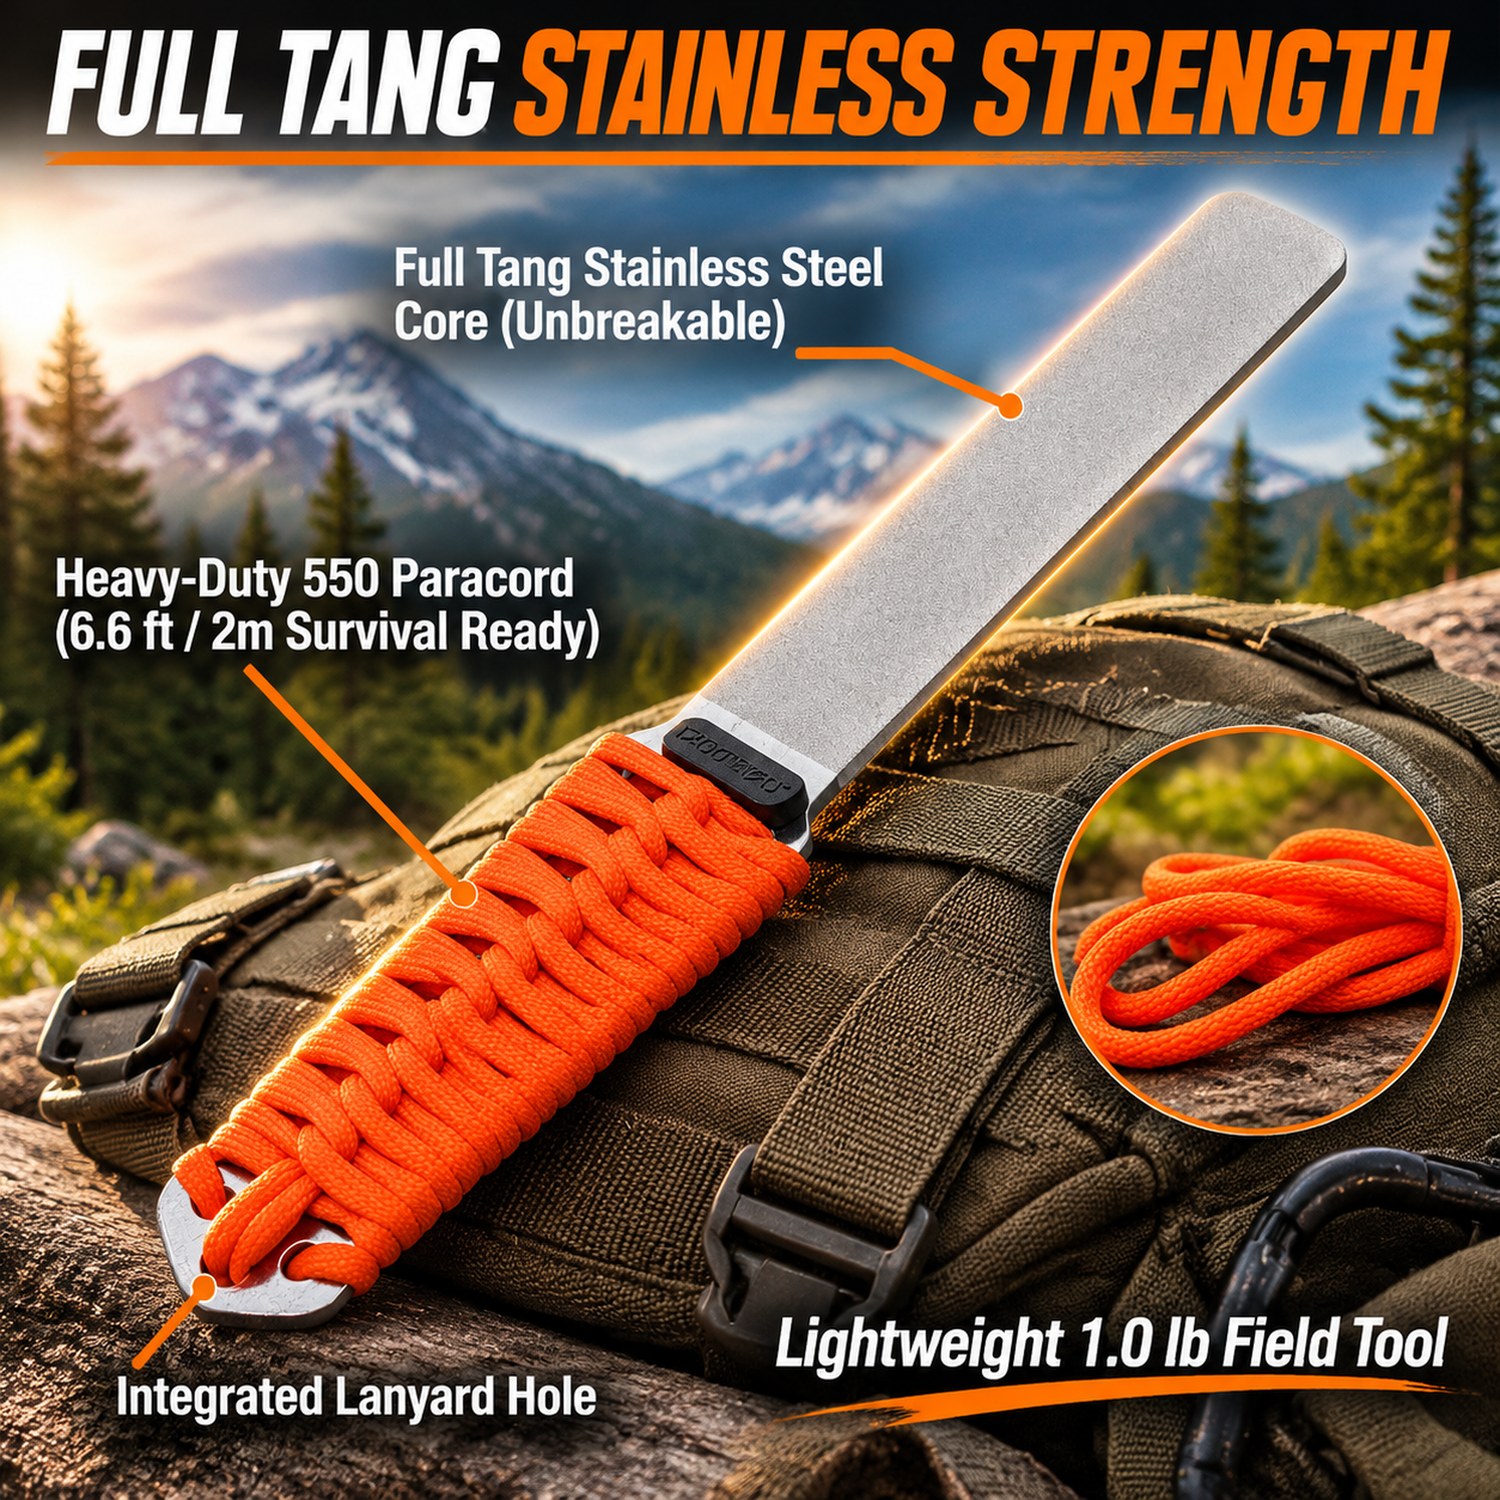 FULL TANG STAINLESS STRENGTH
Full Tang Stainless Steel
Core (Unbreakable)
Heavy-Duty 550 Paracord
(6.6 ft / 2m Survival Ready)
Integrated Lanyard Hole
Lightweight 1.0 lb Field Tool